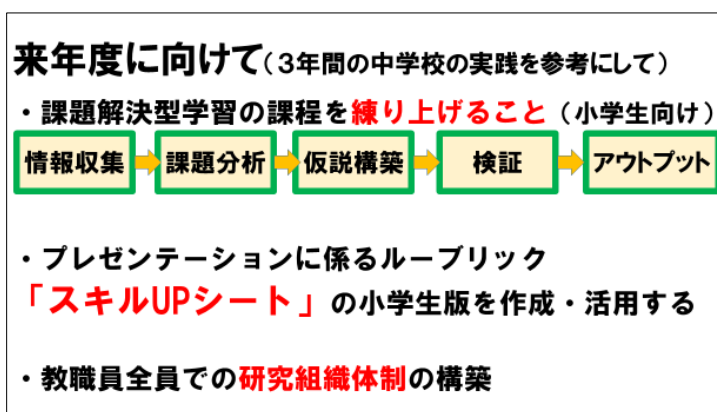 来年度に向けて（３年間の中学校の実践を参考にして）
・課題解決型学習の課程を練り上げること（小学生向け）
情報収集 課題分析 仮説構築 検証 アウトプット
・プレゼンテーションに係るルーブリック
「スキルUPシート」の小学生版を作成・活用する
・教職員全員での研究組織体制の構築